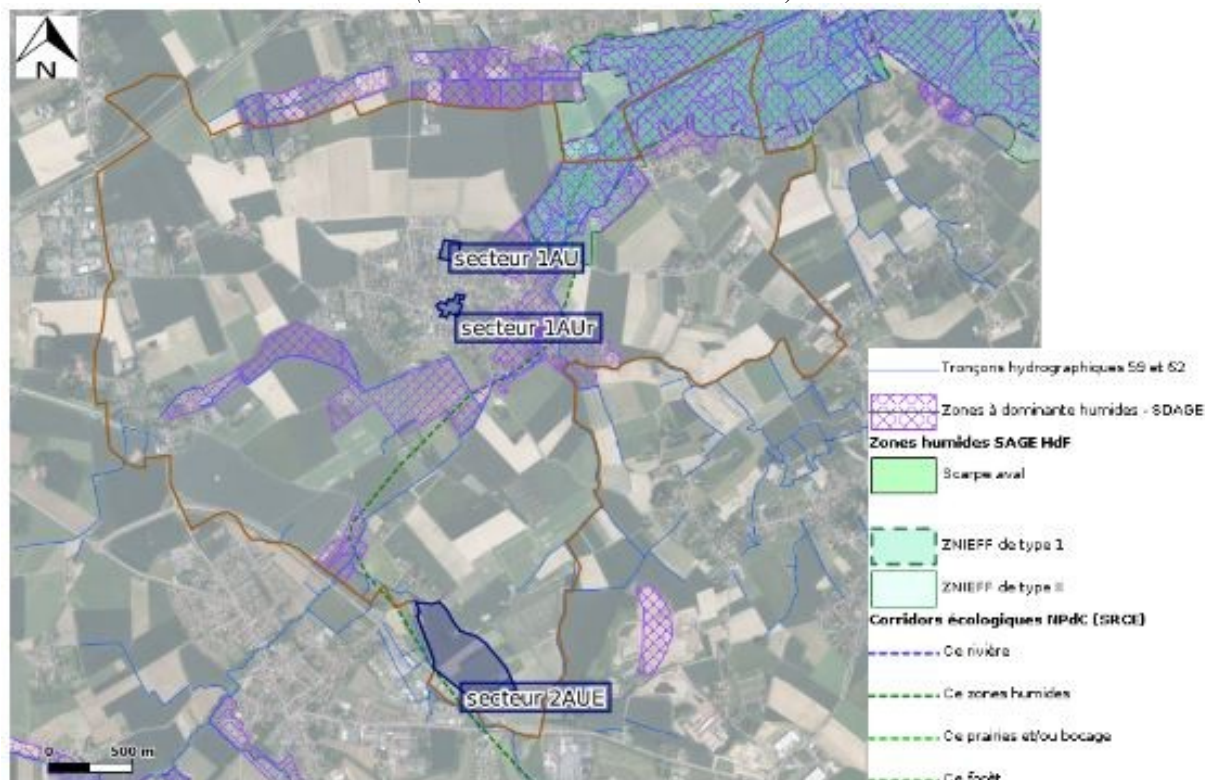 N
secteur 1AU
secteur 1AUr
secteur 2AUE
0 500 m
Tronçons hydrographiques 59 et 62
Zones à dominante humides - SDAGE
Zones humides SAGE HdF
Scarpe aval
ZNIEFF de type 1
ZNIEFF de type II
Corridors écologiques NPdC (SRCE)
Ce rivière
Ce zones humides
Ce prairies et/ou bocage
Ce forêt